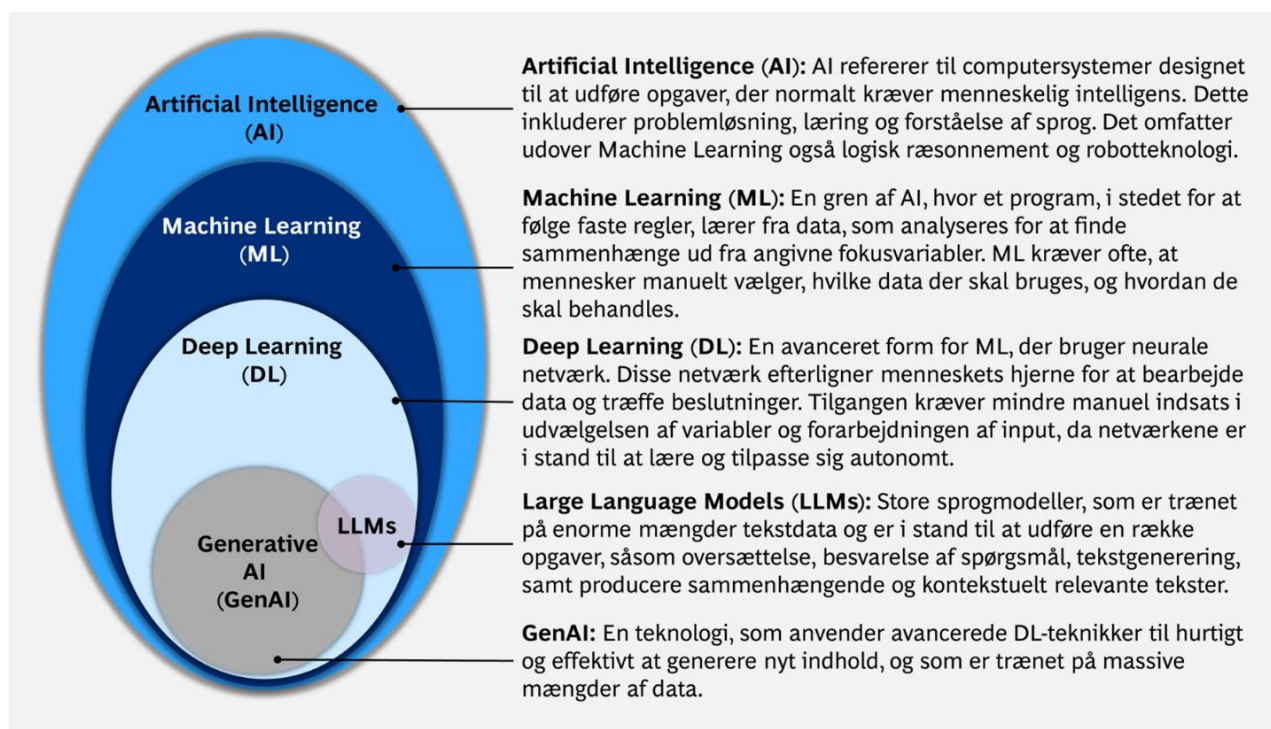 Artificial Intelligence
(AI)
Machine Learning
(ML)
Deep Learning
(DL)
LLMs
Generative
AI
(GenAI)
Artificial Intelligence (AI): AI refererer til computersystemer designet
til at udføre opgaver, der normalt kræver menneskelig intelligens. Dette
inkluderer problemløsning, læring og forståelse af sprog. Det omfatter
udover Machine Learning også logisk ræsonnement og robotteknologi.
Machine Learning (ML): En gren af AI, hvor et program, i stedet for at
følge faste regler, lærer fra data, som analyseres for at finde
sammenhænge ud fra angivne fokusvariabler. ML kræver ofte, at
mennesker manuelt vælger, hvilke data der skal bruges, og hvordan de
skal behandles.
Deep Learning (DL): En avanceret form for ML, der bruger neurale
netværk. Disse netværk efterligner menneskets hjerne for at bearbejde
data og træffe beslutninger. Tilgangen kræver mindre manuel indsats i
udvælgelsen af variabler og forarbejdningen af input, da netværkene er
i stand til at lære og tilpasse sig autonomt.
Large Language Models (LLMs): Store sprogmodeller, som er trænet
på enorme mængder tekstdata og er i stand til at udføre en række
opgaver, såsom oversættelse, besvarelse af spørgsmål, tekstgenerering,
samt producere sammenhængende og kontekstuelt relevante tekster.
GenAI: En teknologi, som anvender avancerede DL-teknikker til hurtigt
og effektivt at generere nyt indhold, og som er trænet på massive
mængder af data.